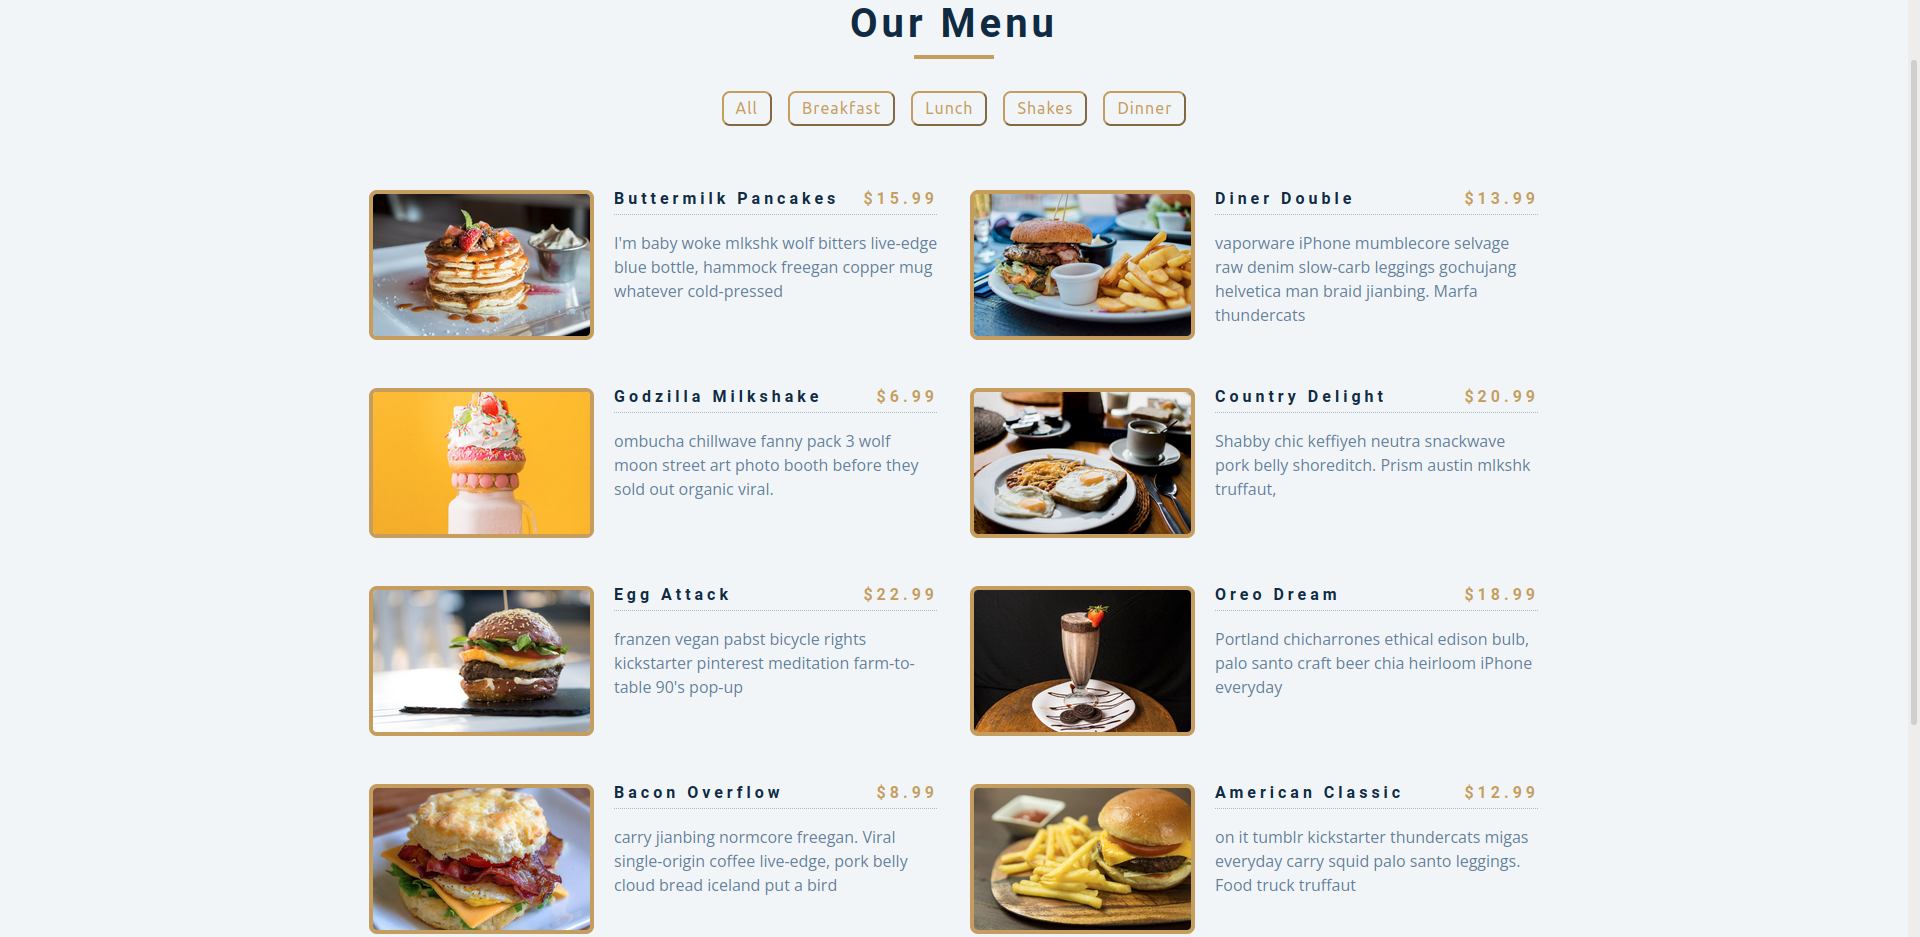 Our Menu
All Breakfast Lunch Shakes Dinner
Buttermilk Pancakes $15.99
I'm baby woke mlkshk wolf bitters live-edge
blue bottle, hammock freegan copper mug
whatever cold-pressed
Diner Double $13.99
vaporware iPhone mumblecore selvage
raw denim slow-carb leggings gochujang
helvetica man braid jianbing. Marfa
thundercats
Godzilla Milkshake $6.99
ombucha chillwave fanny pack 3 wolf
moon street art photo booth before they
sold out organic viral.
Country Delight $20.99
Shabby chic keffiyeh neutra snackwave
pork belly shoreditch. Prism austin mlkshk
truffaut,
Egg Attack $22.99
franzen vegan pabst bicycle rights
kickstarter pinterest meditation farm-to-
table 90's pop-up
Oreo Dream $18.99
Portland chicharrones ethical edison bulb,
palo santo craft beer chia heirloom iPhone
everyday
Bacon Overflow $8.99
carry jianbing normcore freegan. Viral
single-origin coffee live-edge, pork belly
cloud bread iceland put a bird
American Classic $12.99
on it tumblr kickstarter thundercats migas
everyday carry squid palo santo leggings.
Food truck truffaut